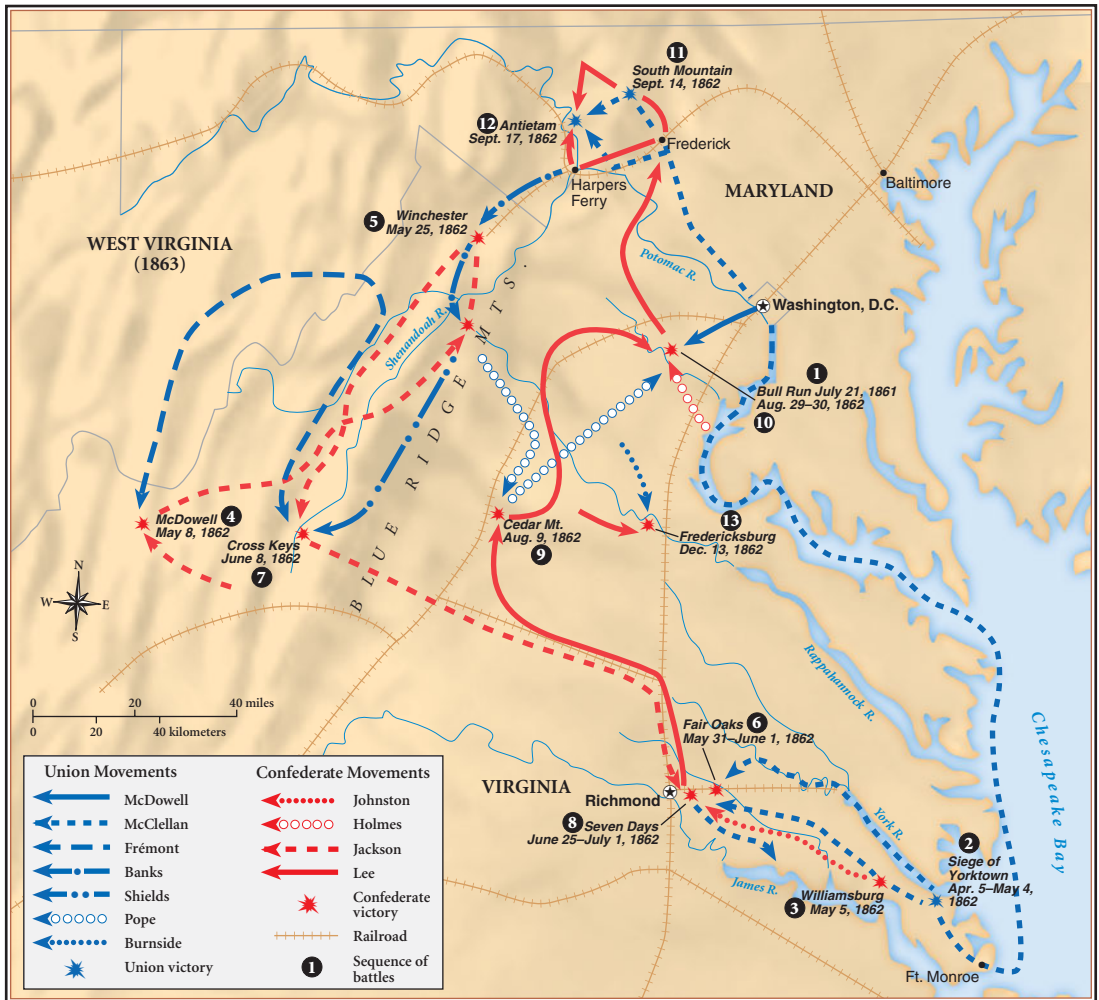 11
South Mountain
Sept. 14, 1862
12 Antietam
Sept. 17, 1862
Frederick
Harpers
Ferry
MARYLAND
Baltimore
5 Winchester
May 25, 1862
WEST VIRGINIA
(1863)
Potomac R.
Washington, D.C.
Shenandoah R.
BLUE RIDGE MTS.
1
Bull Run July 21, 1861
Aug. 29–30, 1862
10
McDowell 4
May 8, 1862
Cross Keys
June 8, 1862
7
Cedar Mt.
Aug. 9, 1862
9
13
Fredericksburg
Dec. 13, 1862
N
W E
S
Rappahannock R.
0 20 40 miles
0 20 40 kilometers
Chesapeake Bay
Fair Oaks 6
May 31–June 1, 1862
VIRGINIA
Richmond
8 Seven Days
June 25–July 1, 1862
York R.
2
Siege of
Yorktown
Apr. 5–May 4,
1862
James R.
Williamsburg
3 May 5, 1862
Ft. Monroe
Union Movements
McDowell
McClellan
Frémont
Banks
Shields
Pope
Burnside
Union victory
Confederate Movements
Johnston
Holmes
Jackson
Lee
Confederate
victory
Railroad
1 Sequence of
battles